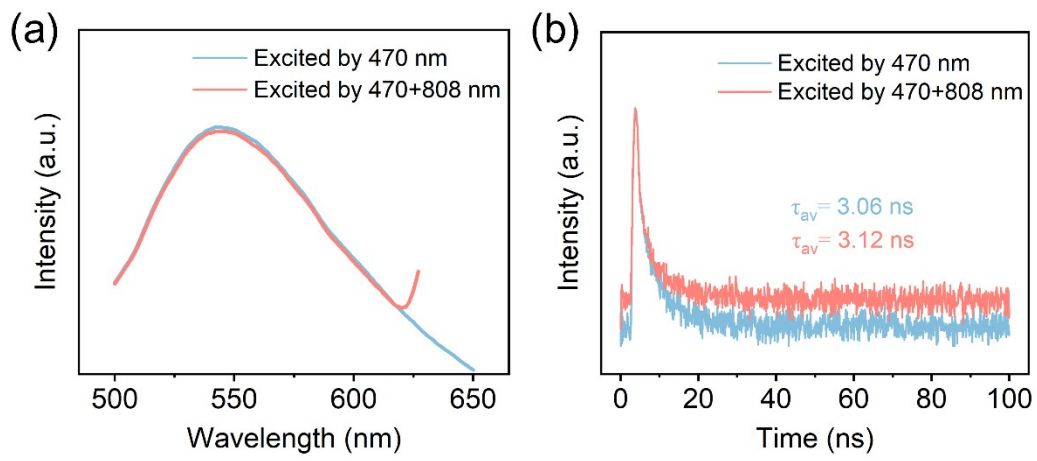 (a)
Excited by 470 nm
Excited by 470+808 nm
Intensity (a.u.)
500 550 600 650
Wavelength (nm)
(b)
Excited by 470 nm
Excited by 470+808 nm
τav= 3.06 ns
τav= 3.12 ns
Intensity (a.u.)
0 20 40 60 80 100
Time (ns)